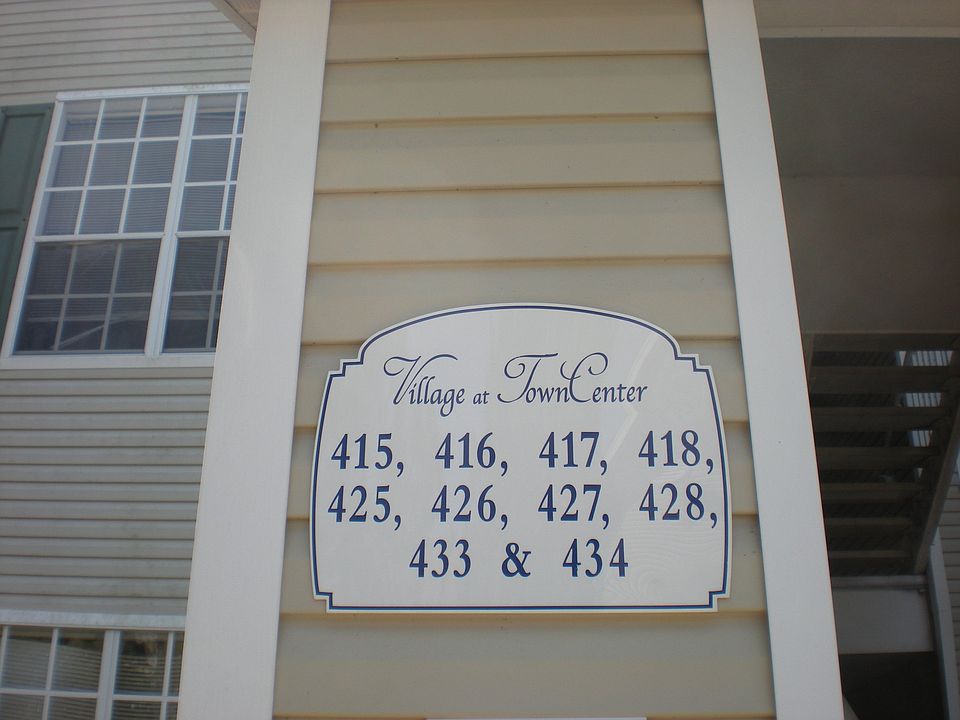 Village at TownCenter
415, 416, 417, 418,
425, 426, 427, 428,
433 & 434